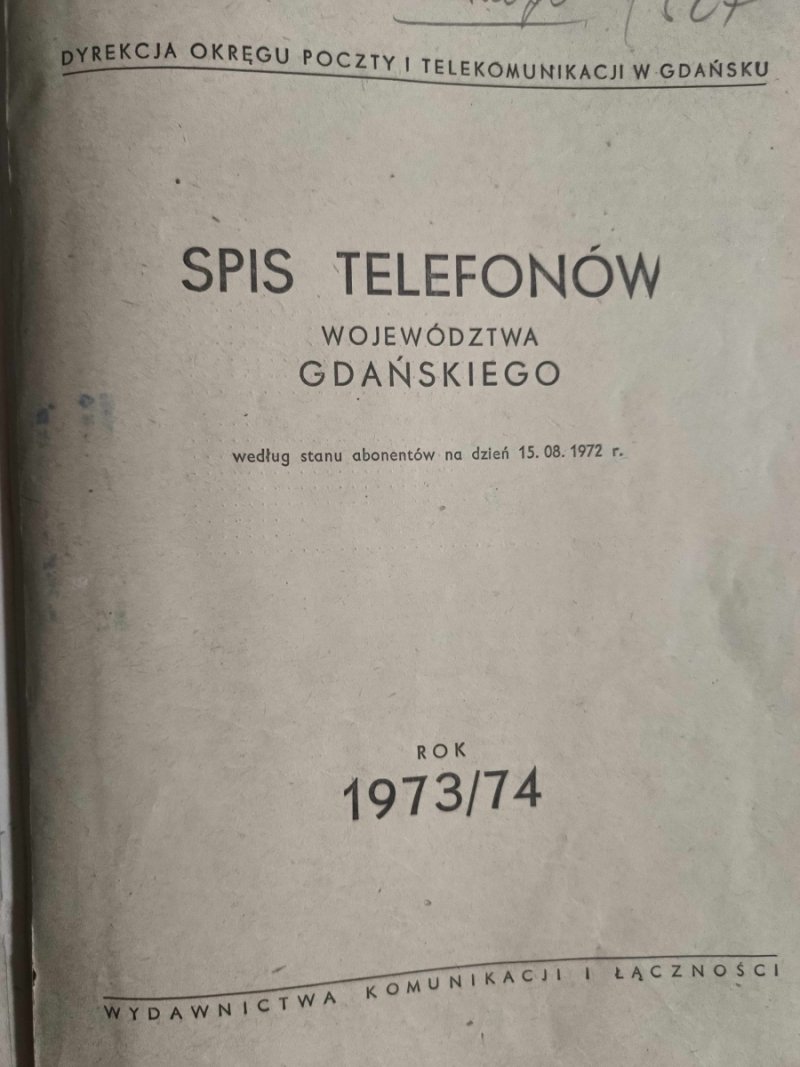 DYREKCJA OKRĘGU POCZTY I TELEKOMUNIKACJI W GDAŃSKU
SPIS TELEFONÓW
WOJEWÓDZTWA
GDAŃSKIEGO
według stanu abonentów na dzień 15. 08. 1972 r.
ROK
1973/74
WYDAWNICTWA KOMUNIKACJI I ŁĄCZNOŚCI